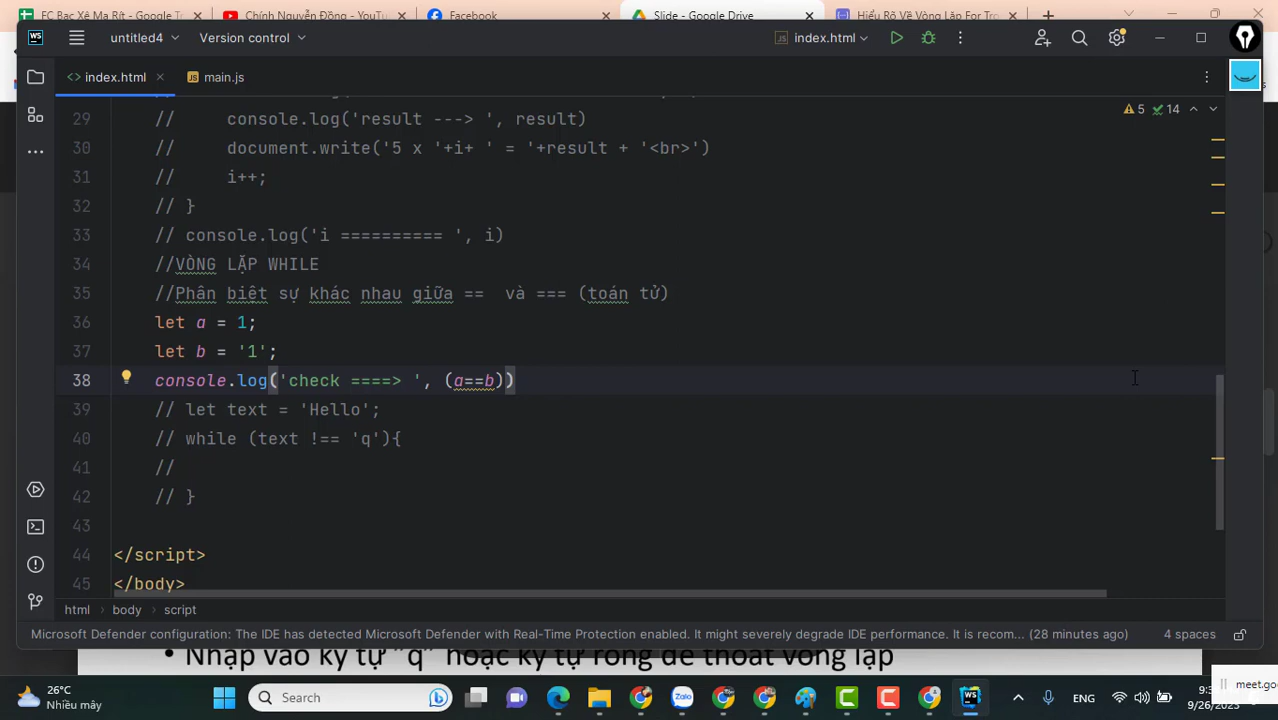 FC Bạc Xê Ma Rít - Google T
Chính Nguyễn Đồng - YouTu
Facebook
Slide - Google Drive
Hiểu Rõ Về Vòng Lặp For Tro
WS
untitled4
Version control
index.html
index.html
main.js
5 14
29 // console.log('result ---> ', result)
30 // document.write('5 x '+i+ ' = '+result + '<br>')
31 // i++;
32 // }
33 // console.log('i ========== ', i)
34 //VÒNG LẶP WHILE
35 //Phân biệt sự khác nhau giữa == và === (toán tử)
36 let a = 1;
37 let b = '1';
38 console.log('check ====> ', (a==b))
39 // let text = 'Hello';
40 // while (text !== 'q'){
41 //
42 // }
43
44 </script>
45 </body>
html > body > script
Microsoft Defender configuration: The IDE has detected Microsoft Defender with Real-Time Protection enabled. It might severely degrade IDE performance. It is recom... (28 minutes ago)
4 spaces
• Nhập vào ký tự "q" hoặc ký tự rỗng để thoát vòng lặp
meet.go
26°C
Nhiều mây
Search
ENG
9/26/2023